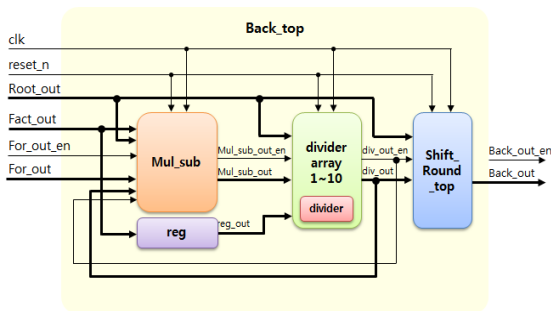 Back_top
clk
reset_n
Root_out
Fact_out
For_out_en
For_out
Mul_sub
Mul_sub_out_en
Mul_sub_out
reg
reg_out
divider
array
1~10
divider
div_out_en
div_out
Shift_
Round
_top
Back_out_en
Back_out